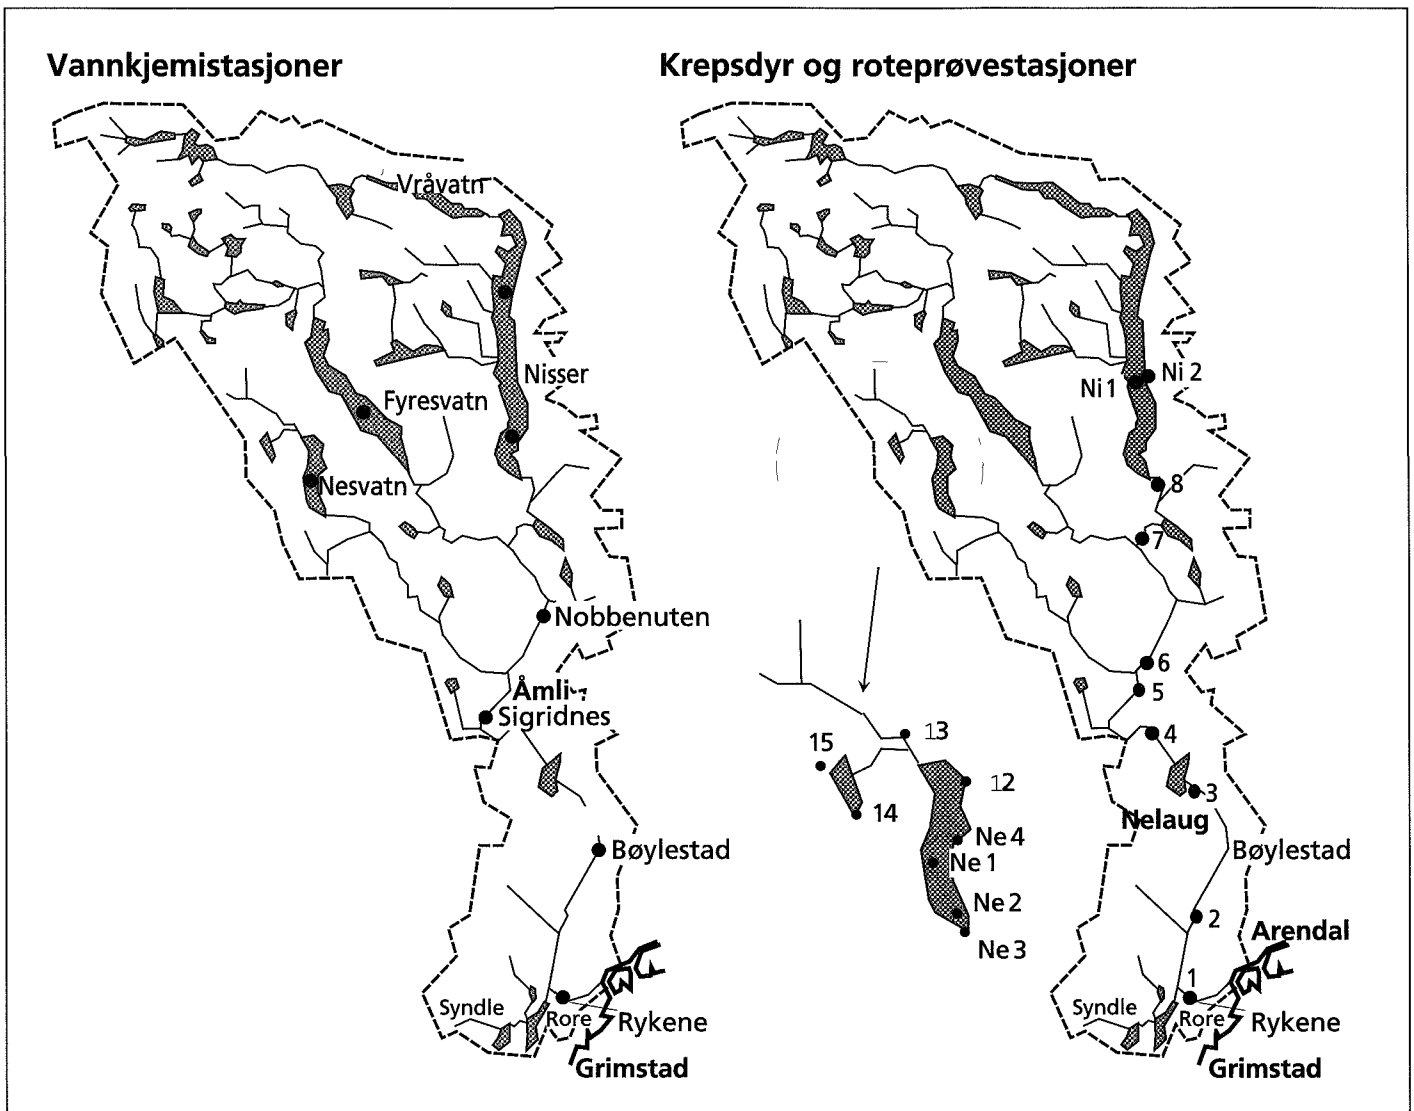 Vannkjemistasjoner
Vråvatn
Nisser
Fyresvatn
Nesvatn
Nobbenuten
Åmli
Sigridnes
Bøylestad
Syndle
Rore
Rykene
Grimstad
Krepsdyr og roteprøvestasjoner
Ni 1
Ni 2
8
7
6
5
4
3
Nelaug
Bøylestad
2
Arendal
1
Syndle
Rore
Rykene
Grimstad
13
15
12
14
Ne 4
Ne 1
Ne 2
Ne 3